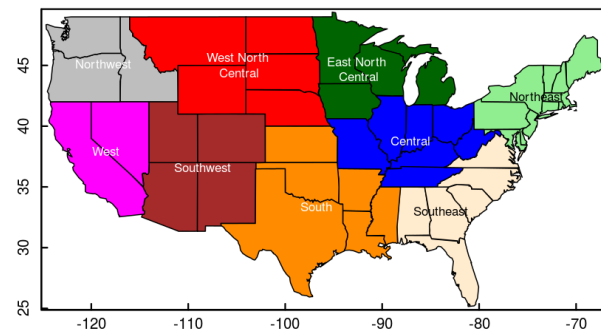 45
40
35
30
25
-120
-110
-100
-90
-80
-70
Northwest
West North
Central
East North
Central
Northeast
West
Southwest
Central
South
Southeast